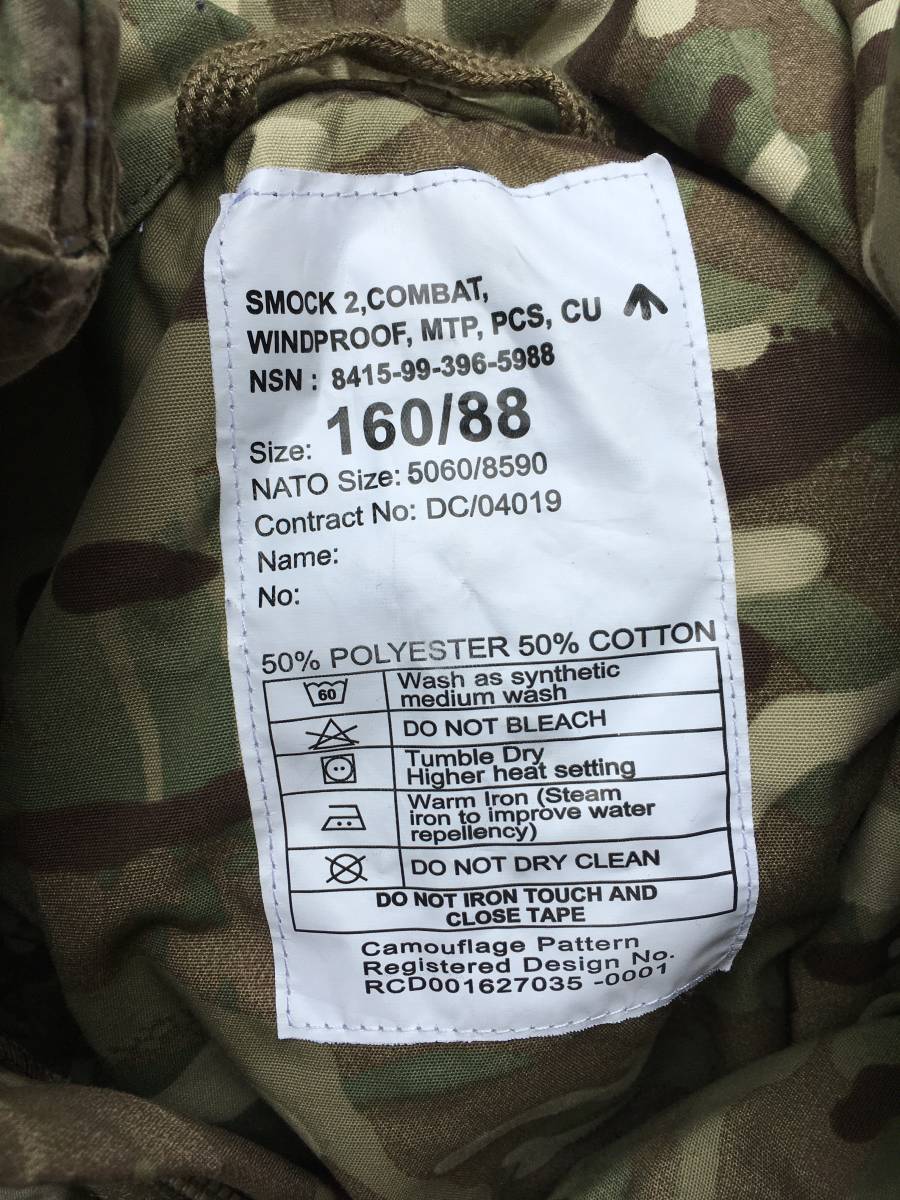 SMOCK 2,COMBAT,
WINDPROOF, MTP, PCS, CU
NSN : 8415-99-396-5988
Size: 160/88
NATO Size: 5060/8590
Contract No: DC/04019
Name:
No:
50% POLYESTER 50% COTTON
60
Wash as synthetic
medium wash
DO NOT BLEACH
Tumble Dry
Higher heat setting
Warm Iron (Steam
iron to improve water
repellency)
DO NOT DRY CLEAN
DO NOT IRON TOUCH AND
CLOSE TAPE
Camouflage Pattern
Registered Design No.
RCD001627035 -0001